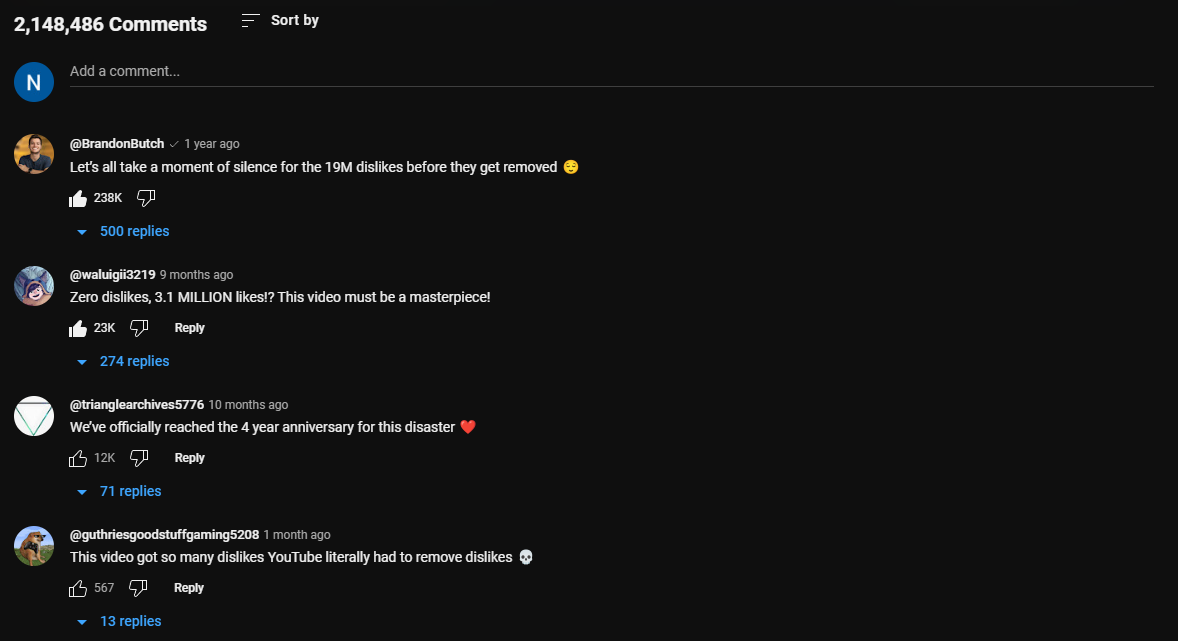 2,148,486 Comments
Sort by
N
Add a comment...
@BrandonButch 1 year ago
Let's all take a moment of silence for the 19M dislikes before they get removed 😌
238K
500 replies
@waluigii3219 9 months ago
Zero dislikes, 3.1 MILLION likes!? This video must be a masterpiece!
23K Reply
274 replies
@trianglearchives5776 10 months ago
We've officially reached the 4 year anniversary for this disaster ❤️
12K Reply
71 replies
@guthriesgoodstuffgaming5208 1 month ago
This video got so many dislikes YouTube literally had to remove dislikes 💀
567 Reply
13 replies